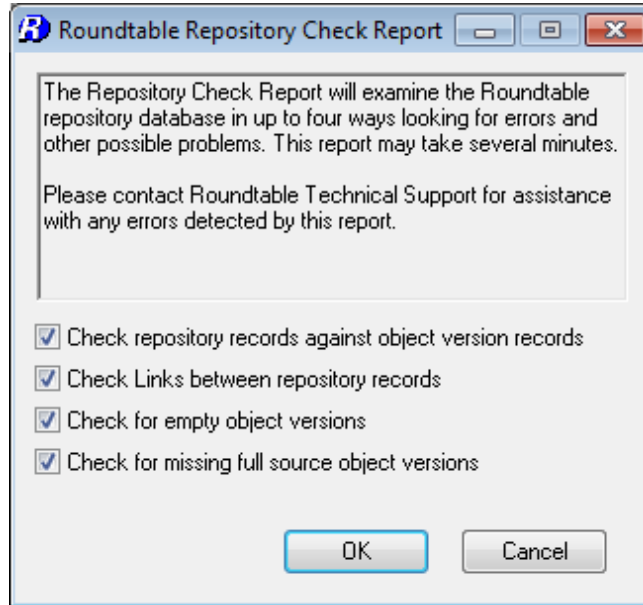 R Roundtable Repository Check Report
The Repository Check Report will examine the Roundtable
repository database in up to four ways looking for errors and
other possible problems. This report may take several minutes.
Please contact Roundtable Technical Support for assistance
with any errors detected by this report.
Check repository records against object version records
Check Links between repository records
Check for empty object versions
Check for missing full source object versions
OK Cancel